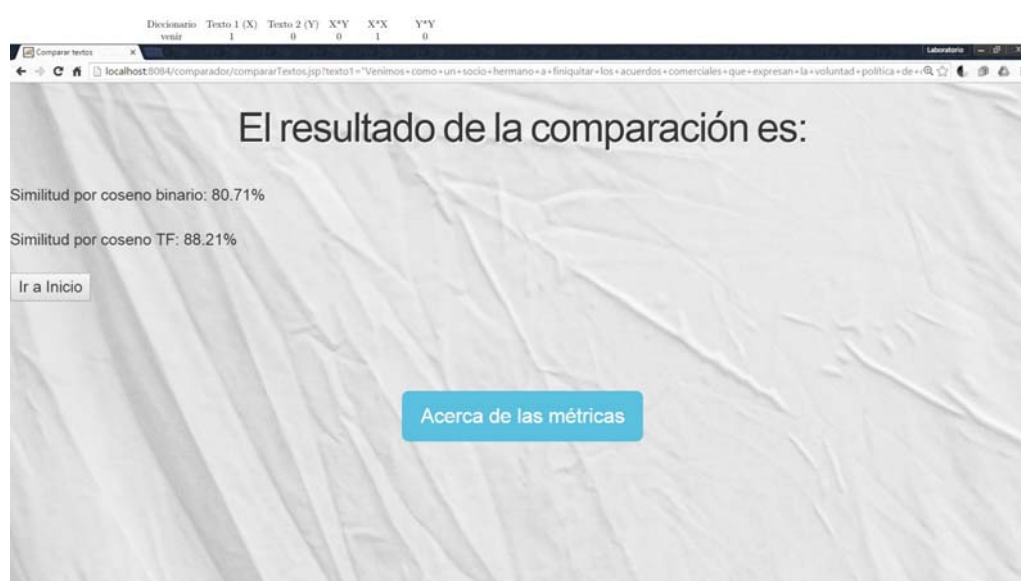 Diccionario Texto 1 (X) Texto 2 (Y) X*Y X*X Y*Y
venir 1 0 0 1 0
Comparar textos
Laboratorio
localhost:8084/comparador/compararTextos.jsp?texto1="Venimos+como+un+socio+hermano+a+finiquitar+los+acuerdos+comerciales+que+expresan+la+voluntad+política+de+r
El resultado de la comparación es:
Similitud por coseno binario: 80.71%
Similitud por coseno TF: 88.21%
Ir a Inicio
Acerca de las métricas